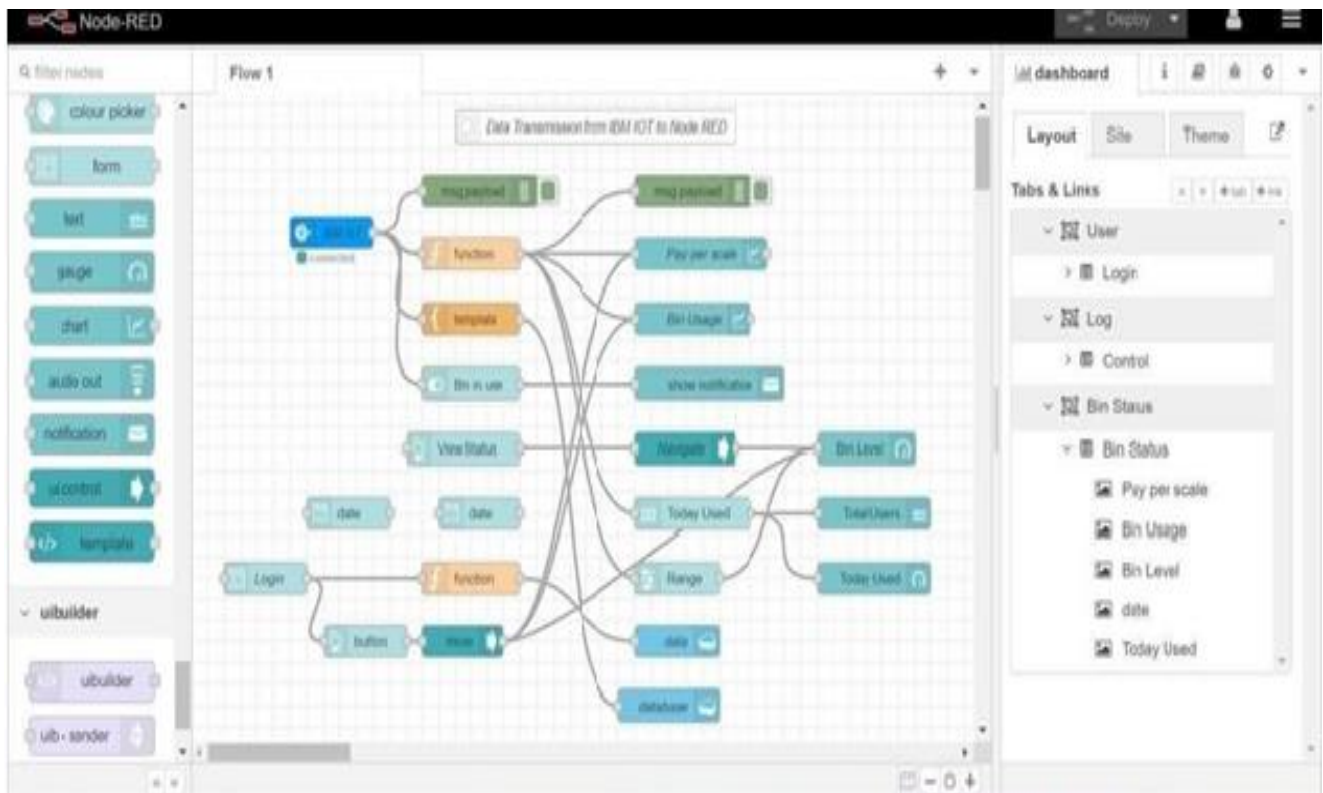 Node-RED
Deploy
filter nodes
Flow 1
dashboard
colour picker
form
text
gauge
chart
audio out
notification
ui control
template
uibuilder
uibuilder
uib - sender
Data Transmission from IBM IOT to Node RED
msg.payload
msg.payload
connected
function
Pay per scale
template
Bin Usage
Bin in use
show notification
View Status
Navigate
Bin Level
date
date
Today Used
Total Users
Login
function
Range
Today Used
button
data
database
Layout
Site
Theme
Tabs & Links
User
Login
Log
Control
Bin Staus
Bin Status
Pay per scale
Bin Usage
Bin Level
date
Today Used